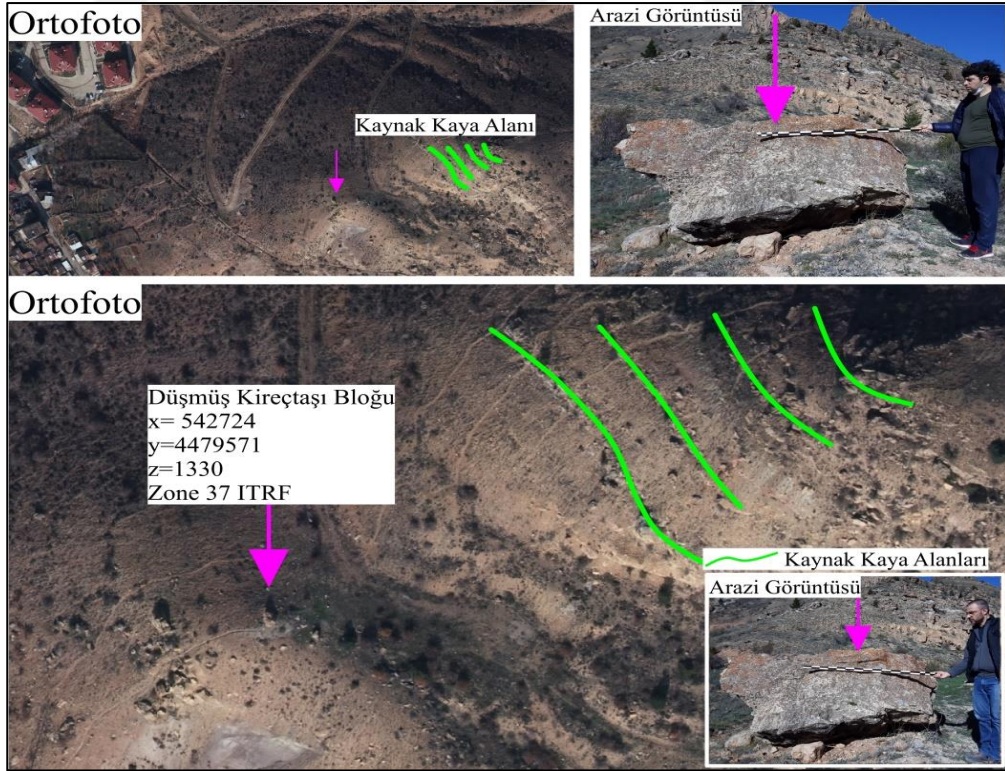 Ortofoto
Kaynak Kaya Alanı
Arazi Görüntüsü
Ortofoto
Düşmüş Kireçtaşı Bloğu
x= 542724
y=4479571
z=1330
Zone 37 ITRF
Kaynak Kaya Alanları
Arazi Görüntüsü